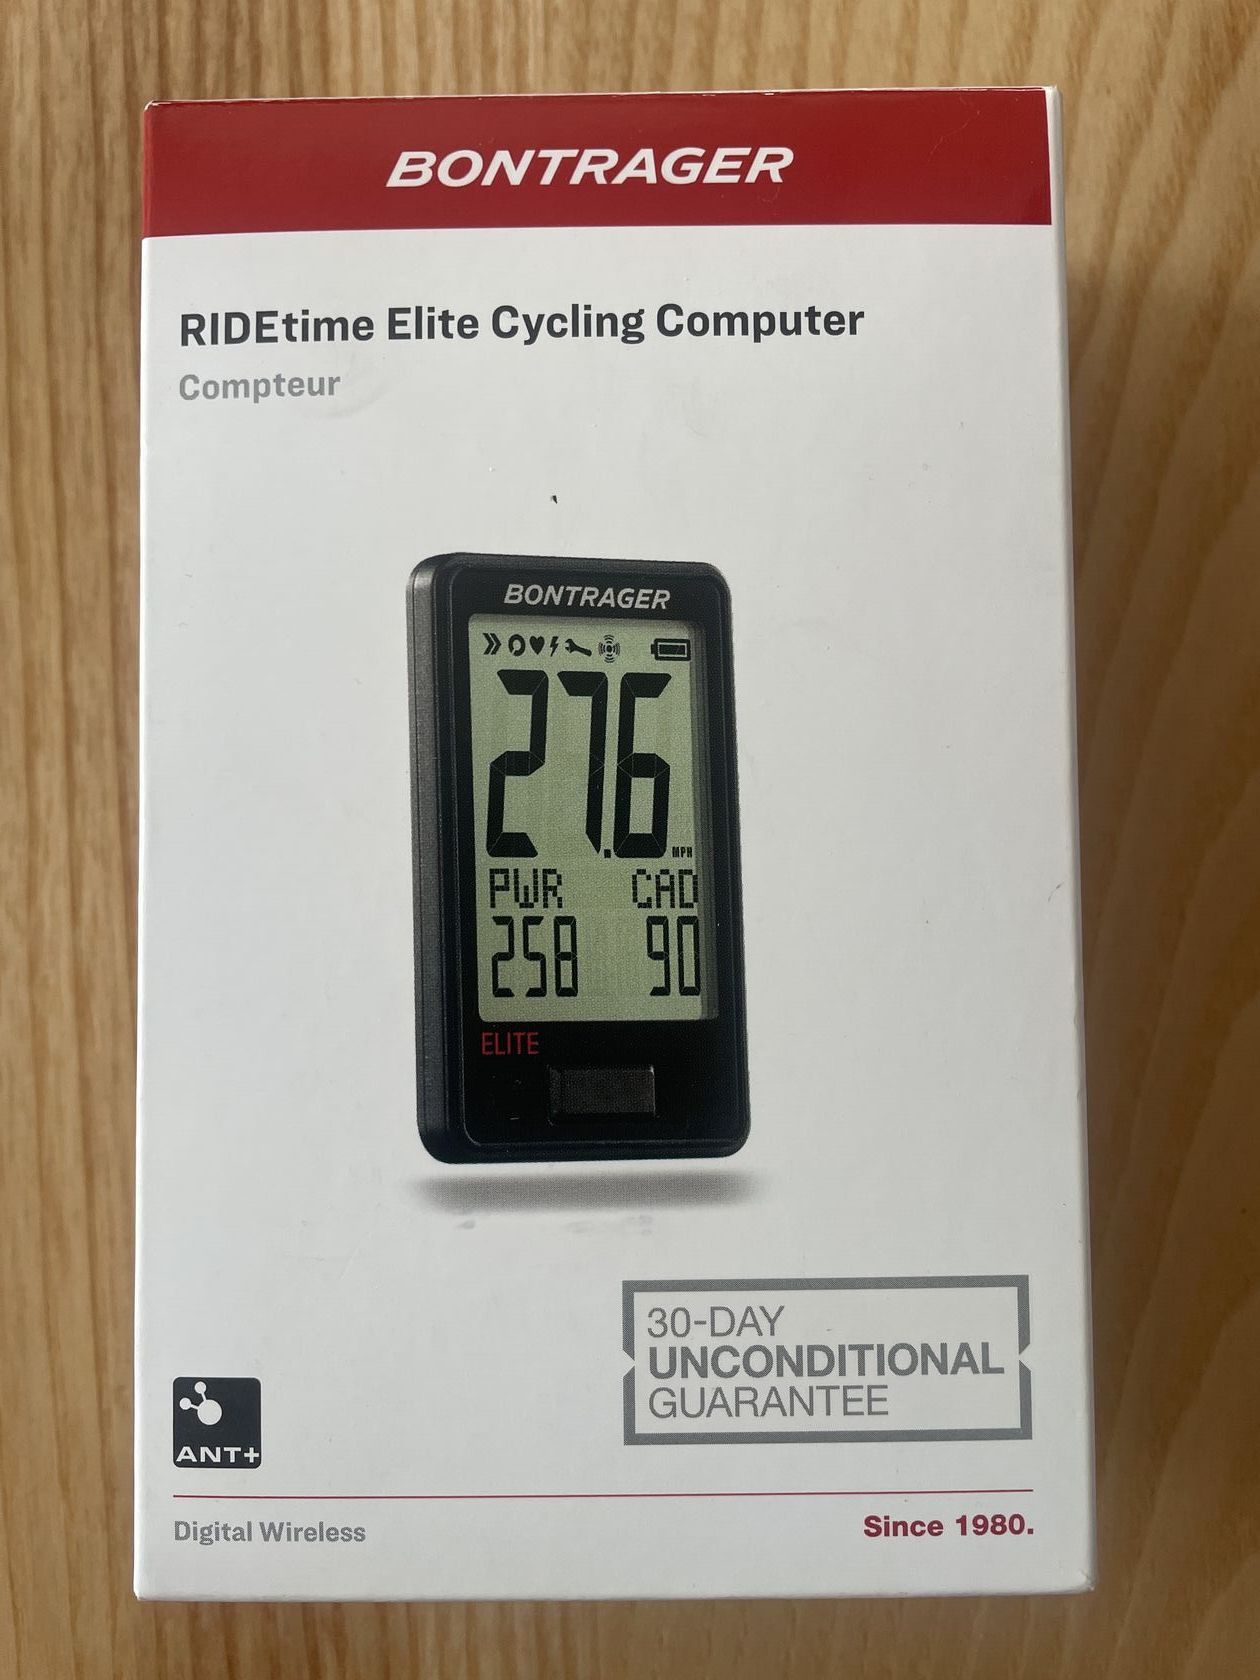 BONTRAGER
RIDEtime Elite Cycling Computer
Compteur
BONTRAGER
27.6 MPH
PWR CAD
258 90
ELITE
30-DAY
UNCONDITIONAL
GUARANTEE
ANT+
Digital Wireless
Since 1980.